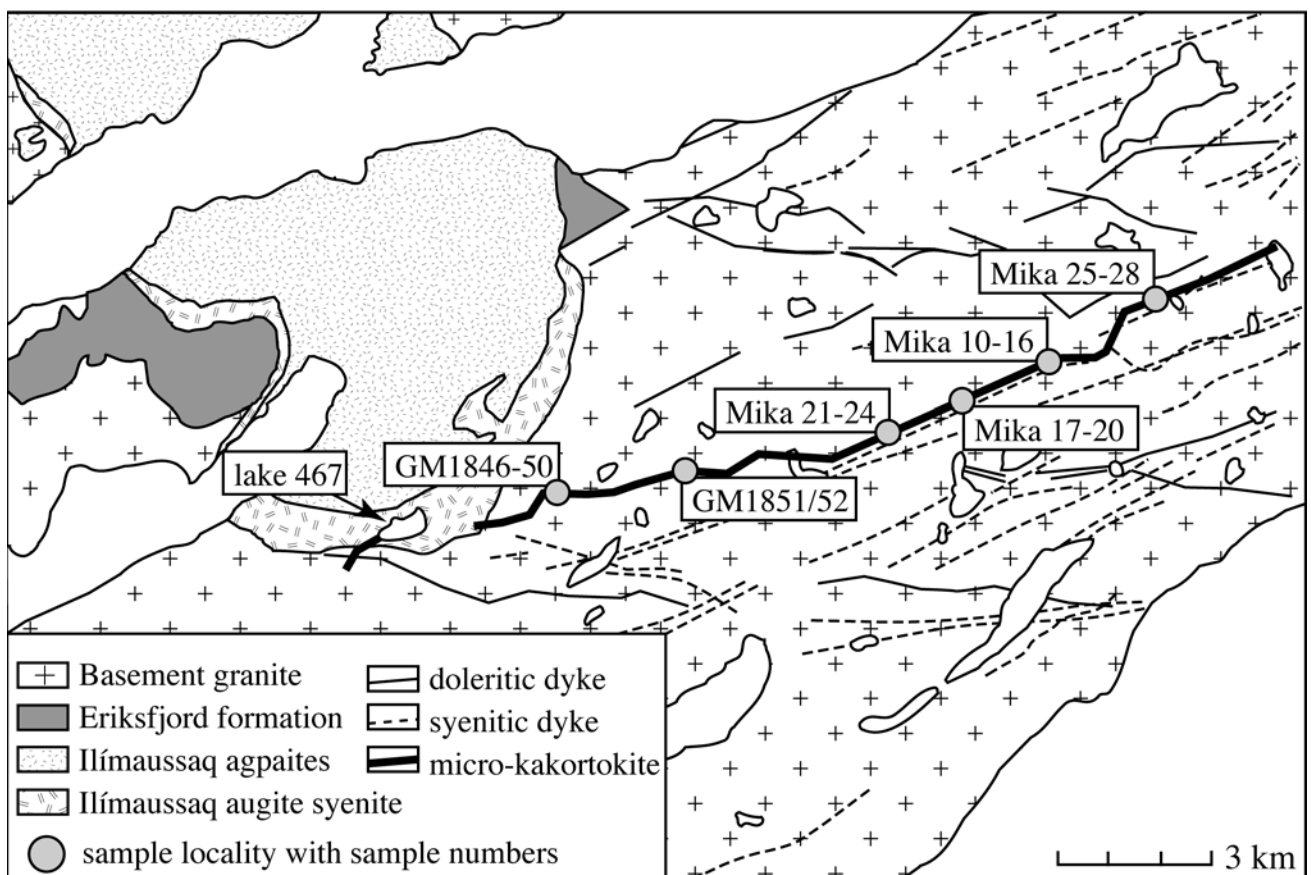 Mika 25-28
Mika 10-16
Mika 21-24
Mika 17-20
lake 467
GM1846-50
GM1851/52
Basement granite
Eriksfjord formation
Ilímaussaq agpaites
Ilímaussaq augite syenite
sample locality with sample numbers
doleritic dyke
syenitic dyke
micro-kakortokite
3 km